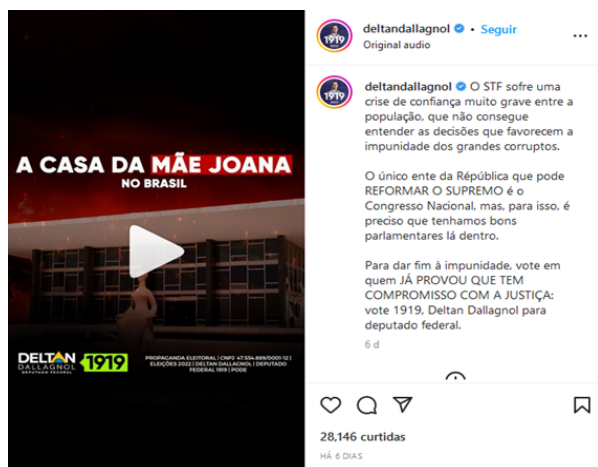 A CASA DA MÃE JOANA
NO BRASIL
DELTAN
DALLAGNOL
DEPUTADO FEDERAL
1919
PROPAGANDA ELEITORAL | CNPJ 47.554.889/0001-12 |
ELEIÇÕES 2022 | DELTAN DALLAGNOL | DEPUTADO
FEDERAL 1919 | PODE
1919
deltandallagnol • Seguir
Original audio
...
1919
deltandallagnol O STF sofre uma
crise de confiança muito grave entre a
população, que não consegue
entender as decisões que favorecem a
impunidade dos grandes corruptos.
O único ente da República que pode
REFORMAR O SUPREMO é o
Congresso Nacional, mas, para isso, é
preciso que tenhamos bons
parlamentares lá dentro.
Para dar fim à impunidade, vote em
quem JÁ PROVOU QUE TEM
COMPROMISSO COM A JUSTIÇA:
vote 1919, Deltan Dallagnol para
deputado federal.
6 d
28,146 curtidas
HÁ 6 DIAS